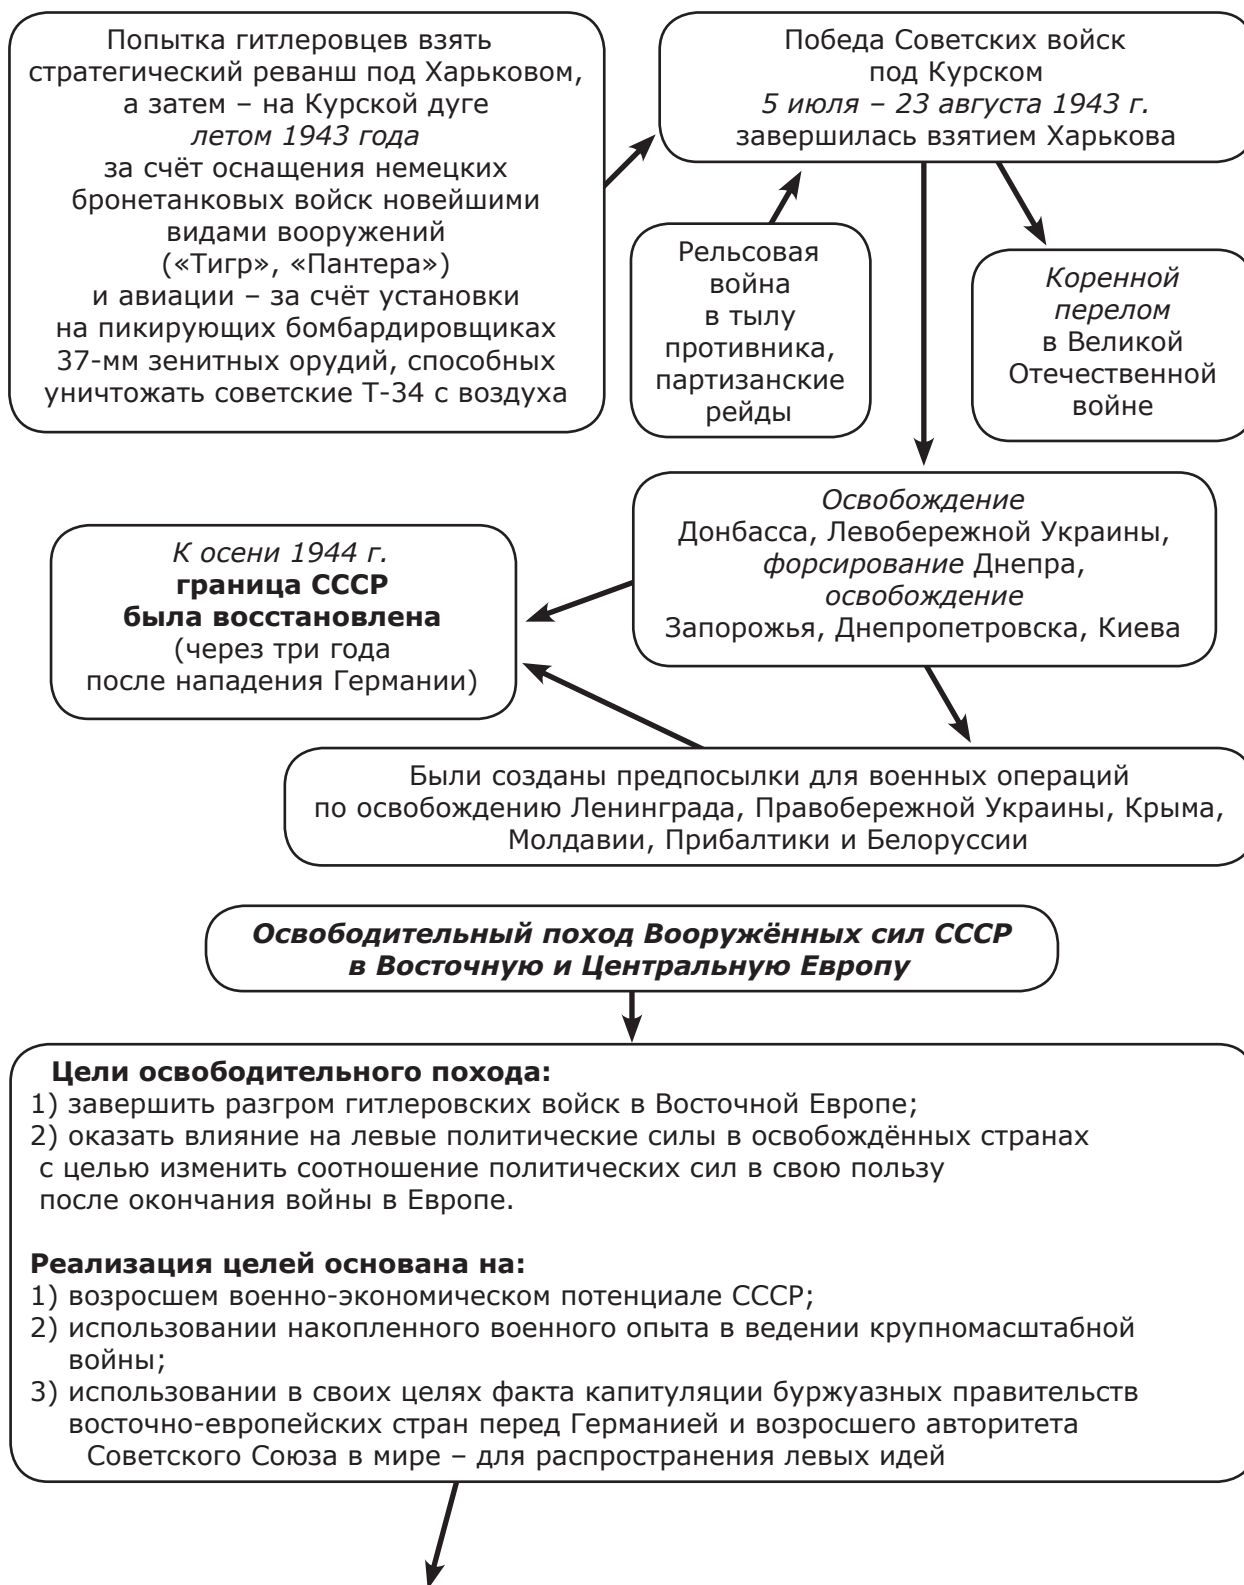 Попытка гитлеровцев взять
стратегический реванш под Харьковом,
а затем – на Курской дуге
летом 1943 года
за счёт оснащения немецких
бронетанковых войск новейшими
видами вооружений
(«Тигр», «Пантера»)
и авиации – за счёт установки
на пикирующих бомбардировщиках
37-мм зенитных орудий, способных
уничтожать советские Т-34 с воздуха
Победа Советских войск
под Курском
5 июля – 23 августа 1943 г.
завершилась взятием Харькова
Рельсовая
война
в тылу
противника,
партизанские
рейды
Коренной
перелом
в Великой
Отечественной
войне
Освобождение
Донбасса, Левобережной Украины,
форсирование Днепра,
освобождение
Запорожья, Днепропетровска, Киева
К осени 1944 г.
граница СССР
была восстановлена
(через три года
после нападения Германии)
Были созданы предпосылки для военных операций
по освобождению Ленинграда, Правобережной Украины, Крыма,
Молдавии, Прибалтики и Белоруссии
Освободительный поход Вооружённых сил СССР
в Восточную и Центральную Европу
Цели освободительного похода:
1) завершить разгром гитлеровских войск в Восточной Европе;
2) оказать влияние на левые политические силы в освобождённых странах
с целью изменить соотношение политических сил в свою пользу
после окончания войны в Европе.
Реализация целей основана на:
1) возросшем военно-экономическом потенциале СССР;
2) использовании накопленного военного опыта в ведении крупномасштабной
войны;
3) использовании в своих целях факта капитуляции буржуазных правительств
восточно-европейских стран перед Германией и возросшего авторитета
Советского Союза в мире – для распространения левых идей